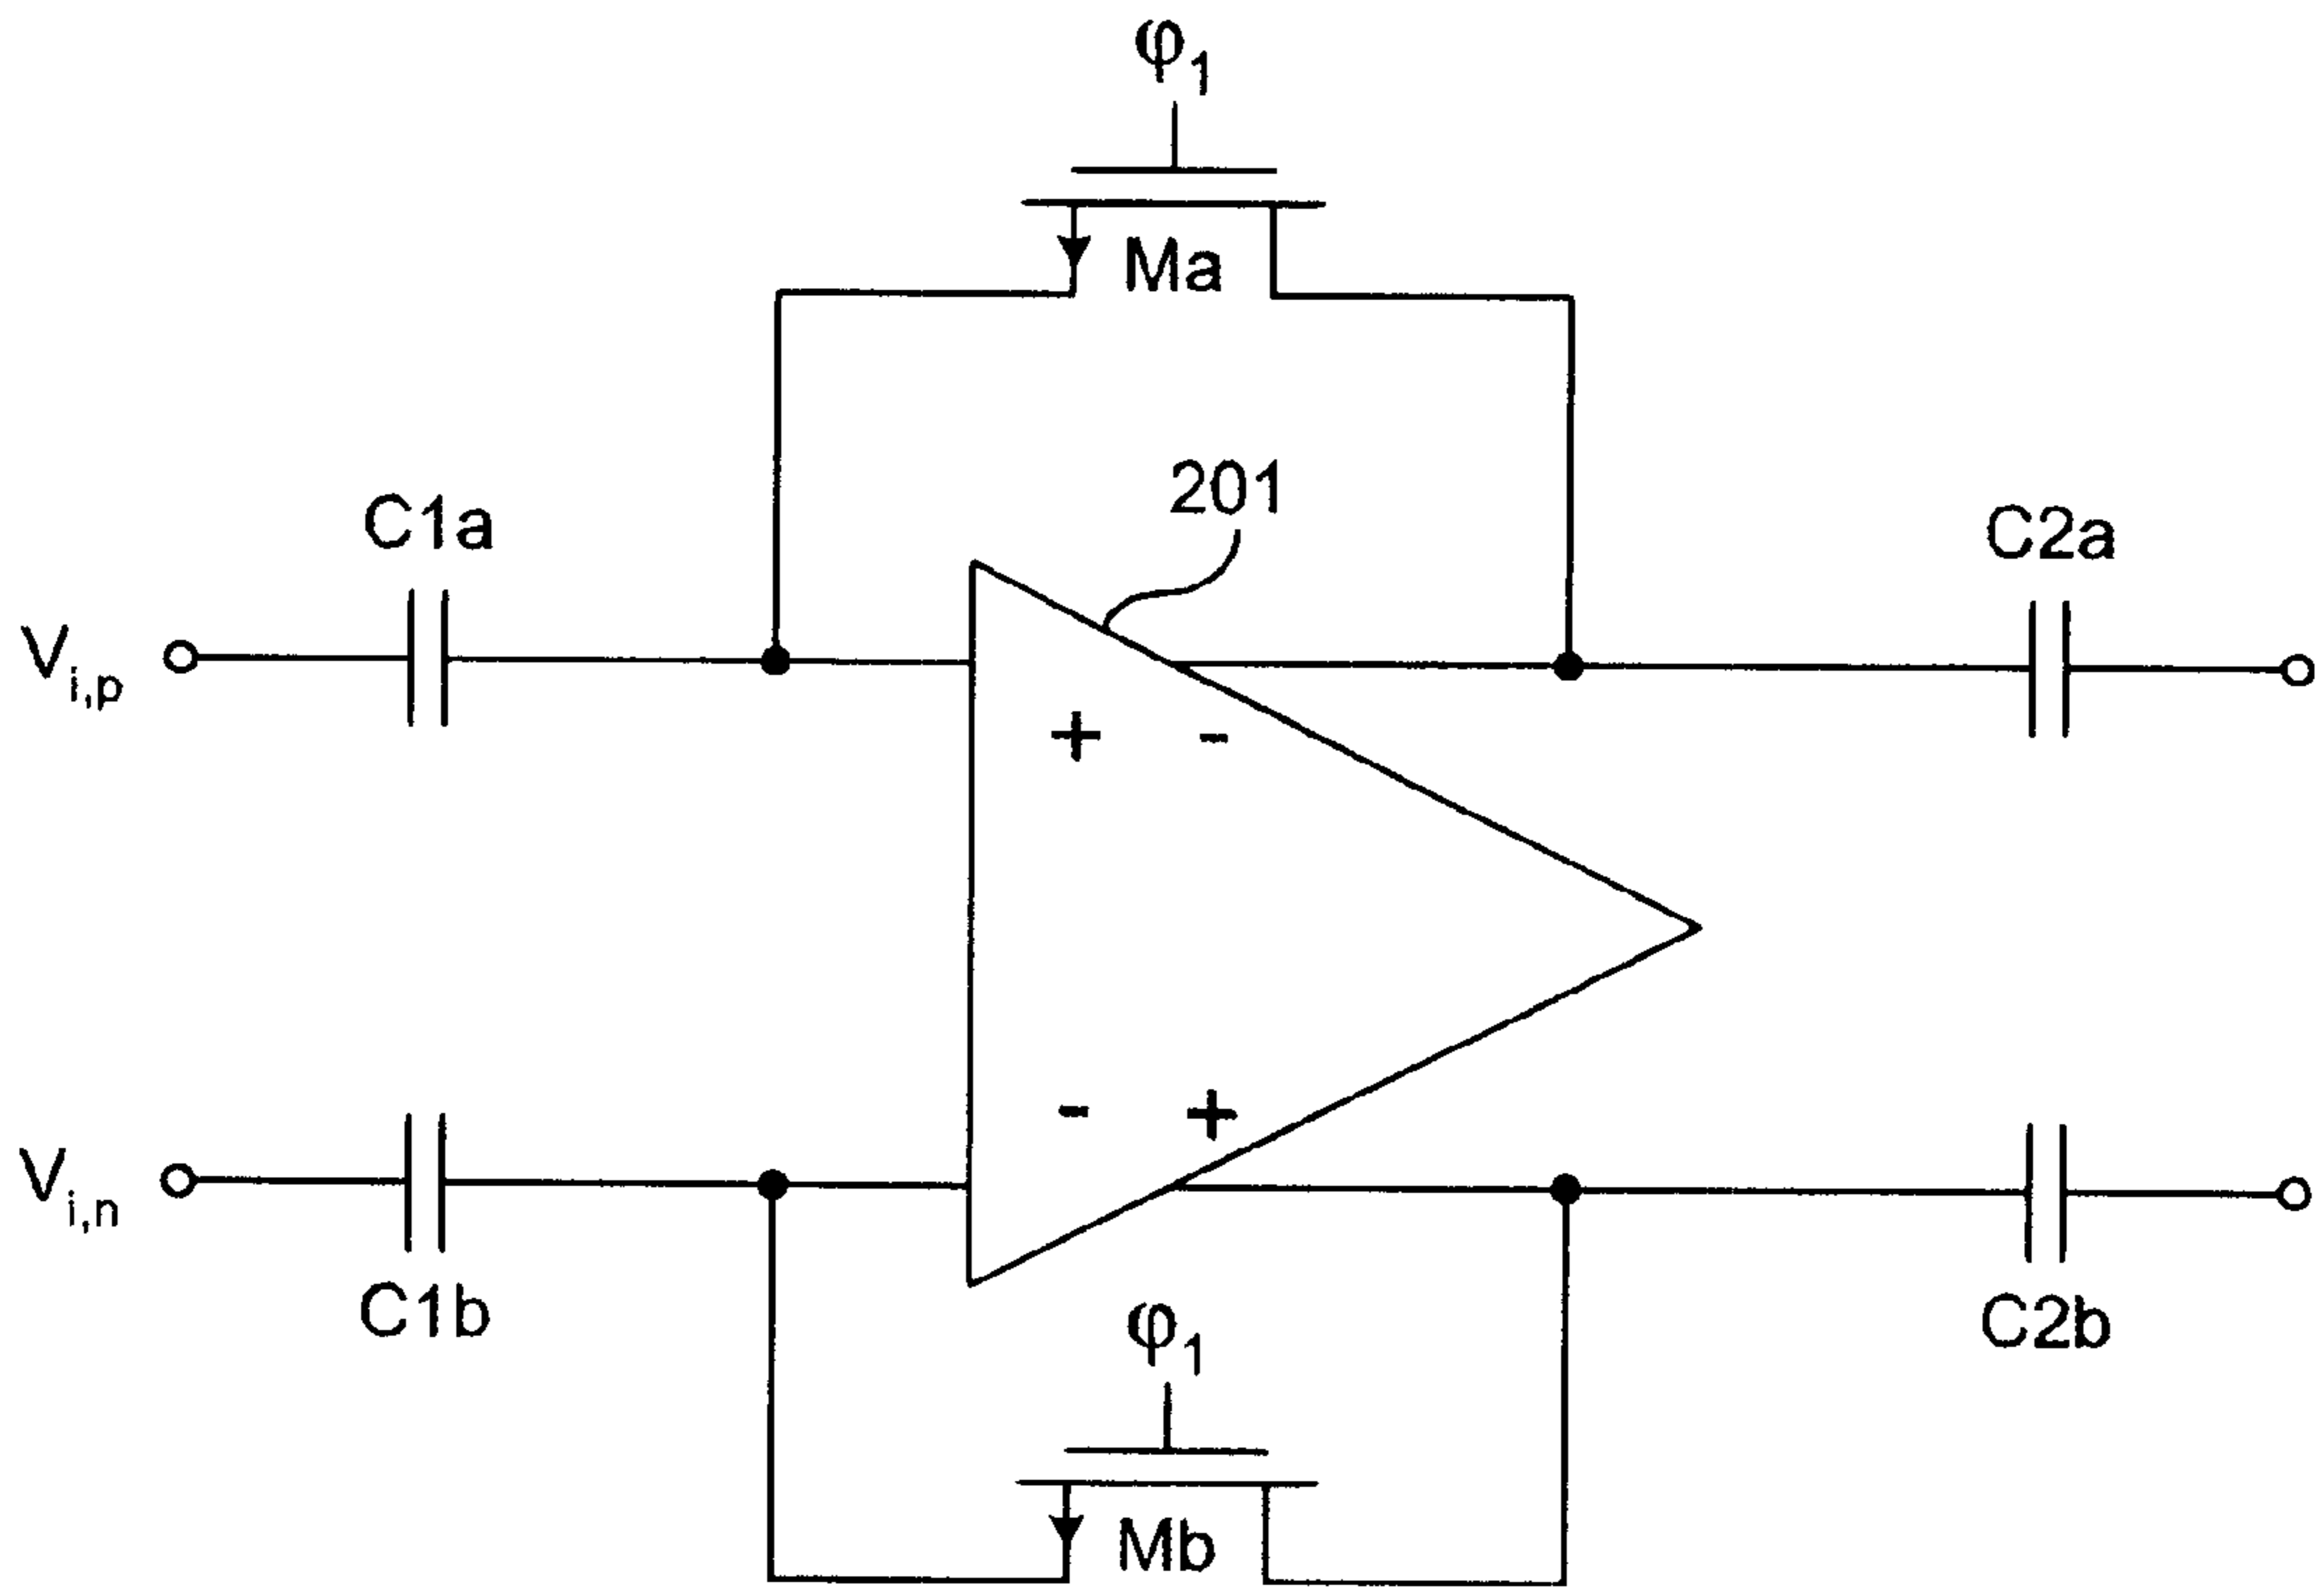 φ1
Ma
201
C1a
C2a
Vi,p
+ -
- +
Vi,n
C1b
C2b
φ1
Mb